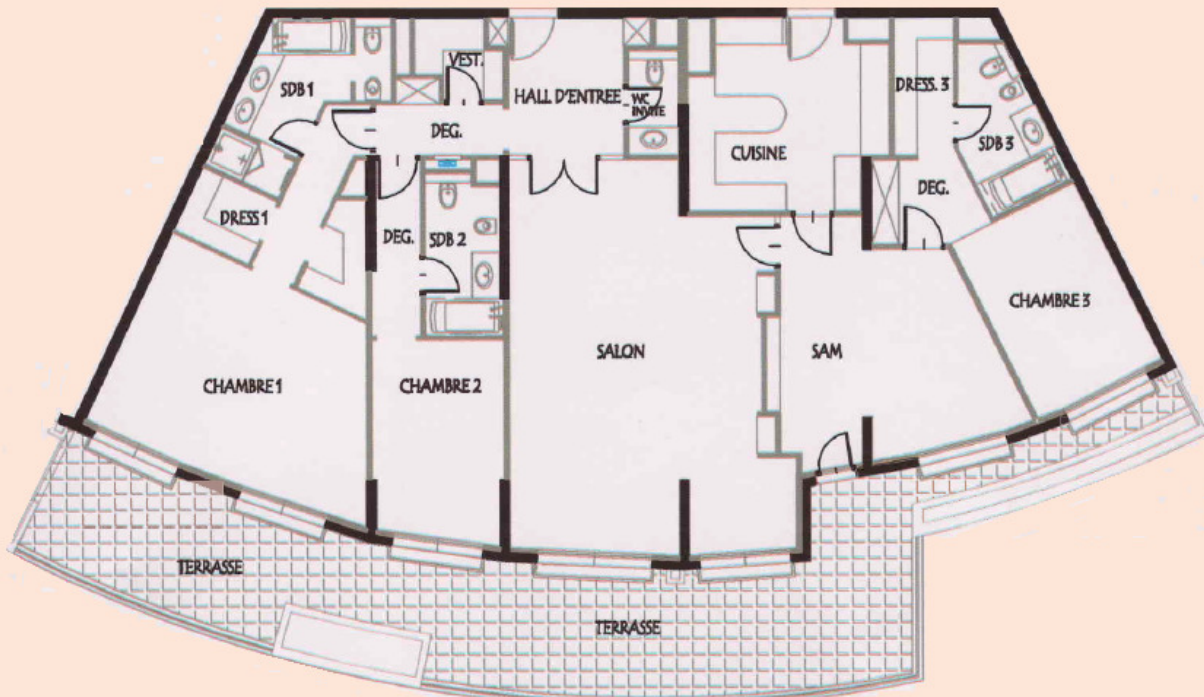 SDB 1
VEST.
HALL D'ENTREE
WC
INVITE
DEG.
CUISINE
DRESS. 3
SDB 3
DEG.
DRESS 1
DEG.
SDB 2
CHAMBRE 3
SALON
SAM
CHAMBRE 1
CHAMBRE 2
TERRASSE
TERRASSE